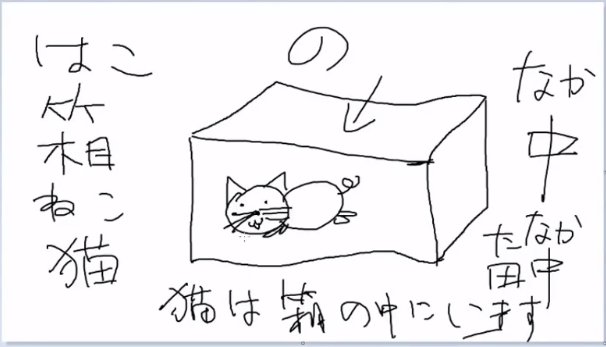 はこ
箱
ねこ
猫
の
なか
中
たなか
田中
猫は箱の中にいます